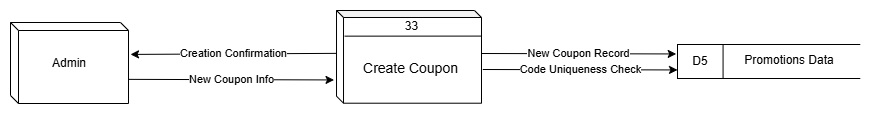 33
Admin
Creation Confirmation
New Coupon Info
Create Coupon
New Coupon Record
Code Uniqueness Check
D5
Promotions Data